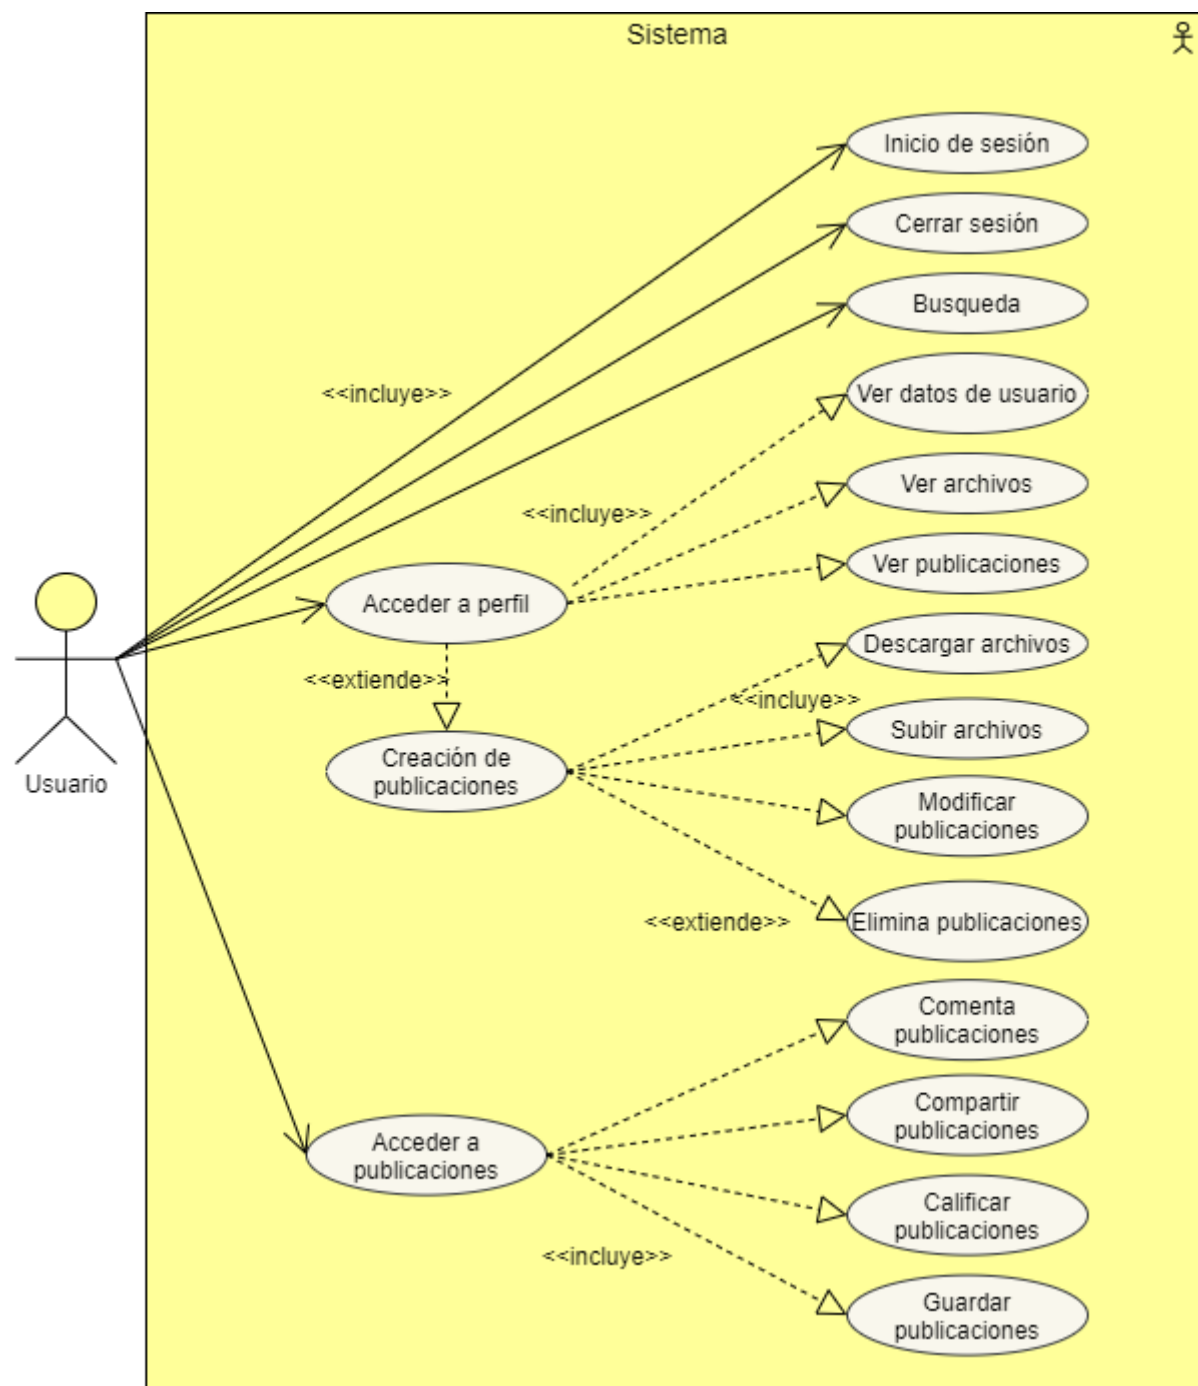 Sistema
Inicio de sesión
Cerrar sesión
Busqueda
<<incluye>>
Ver datos de usuario
Ver archivos
<<incluye>>
Ver publicaciones
Acceder a perfil
Descargar archivos
<<extiende>>
<<incluye>>
Subir archivos
Creación de
publicaciones
Usuario
Modificar
publicaciones
Elimina publicaciones
<<extiende>>
Comenta
publicaciones
Compartir
publicaciones
Acceder a
publicaciones
Calificar
publicaciones
<<incluye>>
Guardar
publicaciones